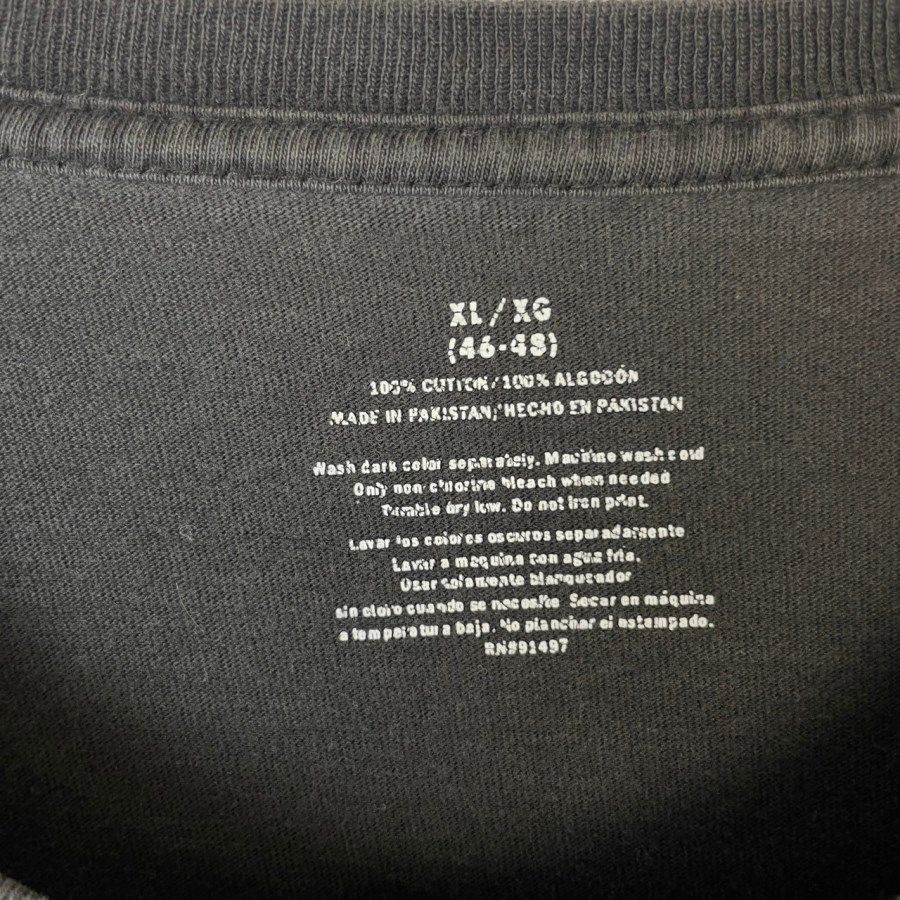 XL/XG
(46-48)
100% COTTON/100% ALGODÓN
MADE IN PAKISTAN/HECHO EN PAKISTAN
Wash dark color separately. Machine wash cold
Only non-chlorine bleach when needed
Tumble dry low. Do not iron print.
Lavar los colores oscuros separadamente
Lavar a maquina con agua fria.
Usar solamente blanqueador
sin cloro cuando se necesite. Secar en máquina
a temperatura baja. No planchar el estampado.
RN#91497